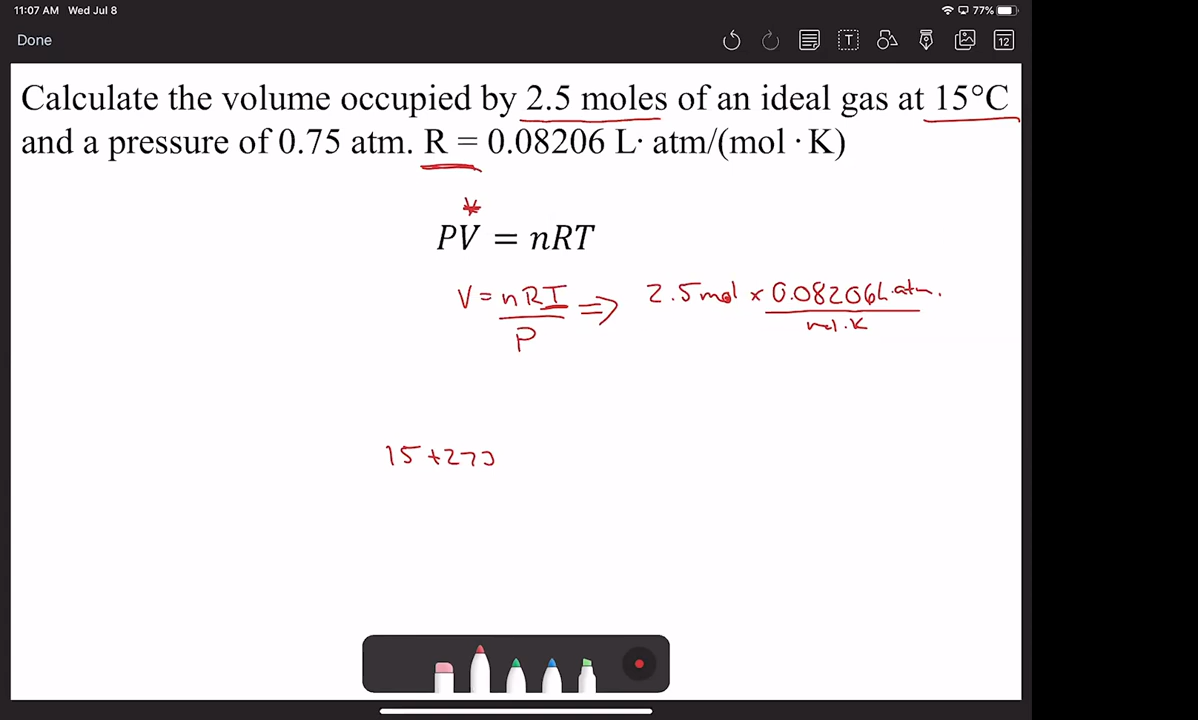 11:07 AM Wed Jul 8
77%
Done
T
12
Calculate the volume occupied by 2.5 moles of an ideal gas at 15°C
and a pressure of 0.75 atm. R = 0.08206 L· atm/(mol · K)
*
PV = nRT
V = nRT/P ⇒ 2.5 mol × 0.08206 L·atm./mol·K
15+273